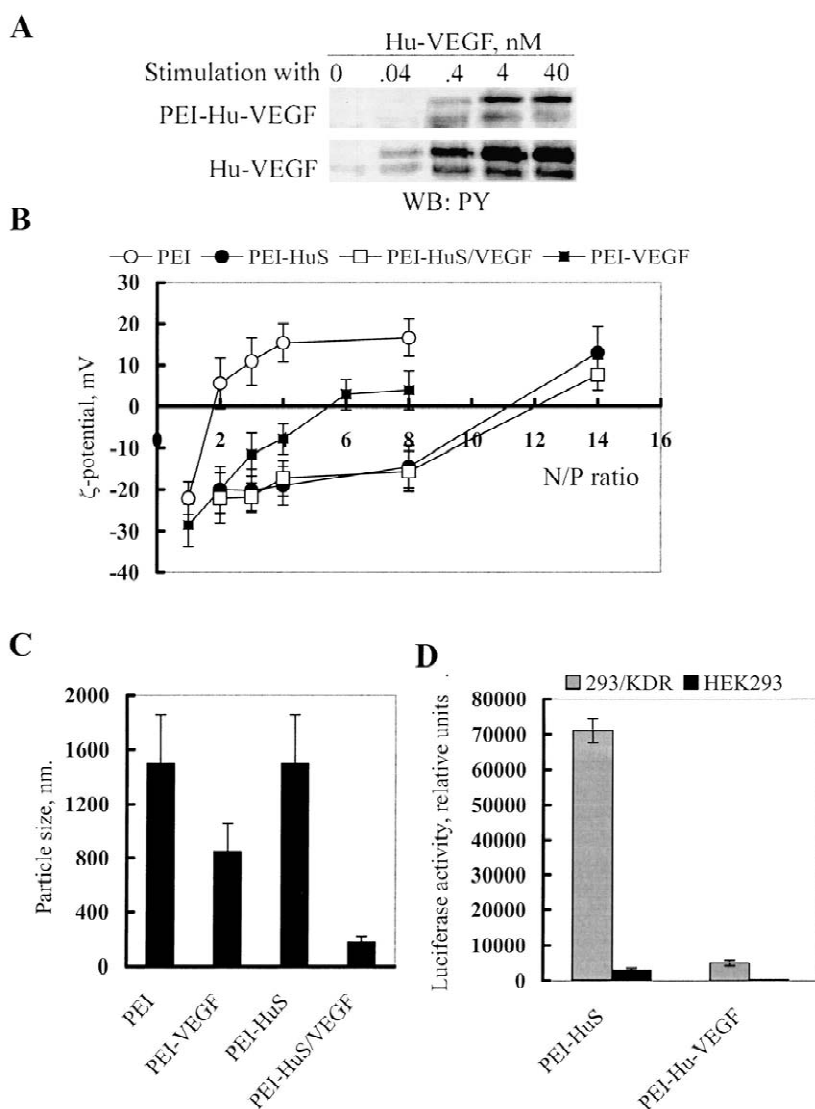 A
Hu-VEGF, nM
Stimulation with 0 .04 .4 4 40
PEI-Hu-VEGF
Hu-VEGF
WB: PY
B
PEI PEI-HuS PEI-HuS/VEGF PEI-VEGF
30
20
10
0
-10
-20
-30
-40
ζ-potential, mV
0 2 4 6 8 10 12 14 16
N/P ratio
C
2000
1600
1200
800
400
0
Particle size, nm.
PEI
PEI-VEGF
PEI-HuS
PEI-HuS/VEGF
D
293/KDR HEK293
80000
70000
60000
50000
40000
30000
20000
10000
0
Luciferase activity, relative units
PEI-HuS
PEI-Hu-VEGF